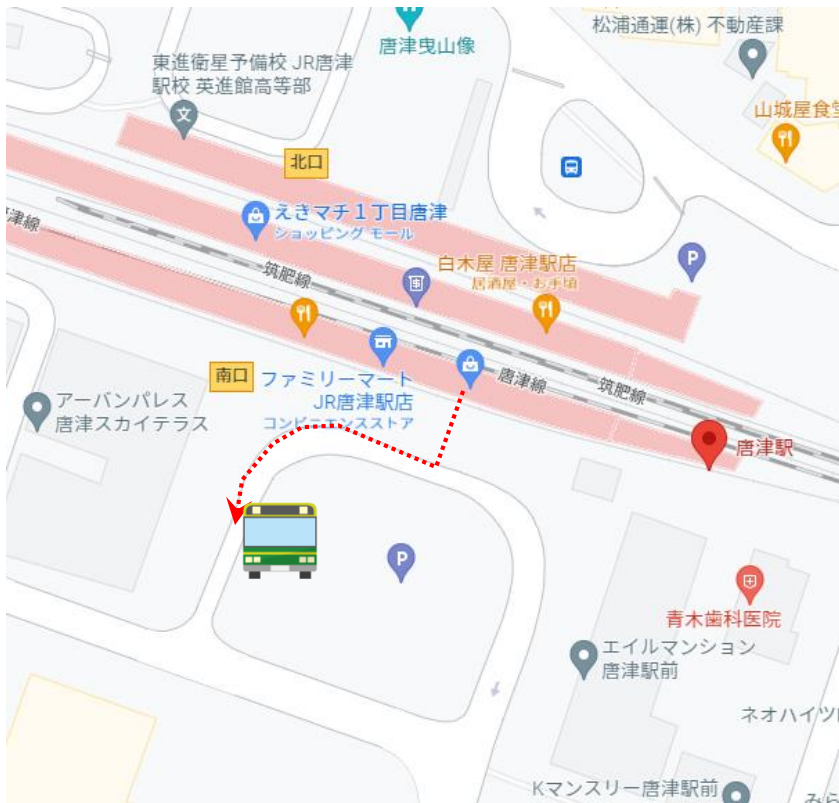 唐津曳山像
松浦通運(株) 不動産課
東進衛星予備校 JR唐津
駅校 英進館高等部
山城屋食堂
北口
えきマチ１丁目唐津
ショッピング モール
唐津線
筑肥線
白木屋 唐津駅店
居酒屋・お手頃
P
南口
ファミリーマート
JR唐津駅店
コンビニエンスストア
唐津線
筑肥線
唐津駅
アーバンパレス
唐津スカイテラス
P
青木歯科医院
エイルマンション
唐津駅前
ネオハイツ
Kマンスリー唐津駅前